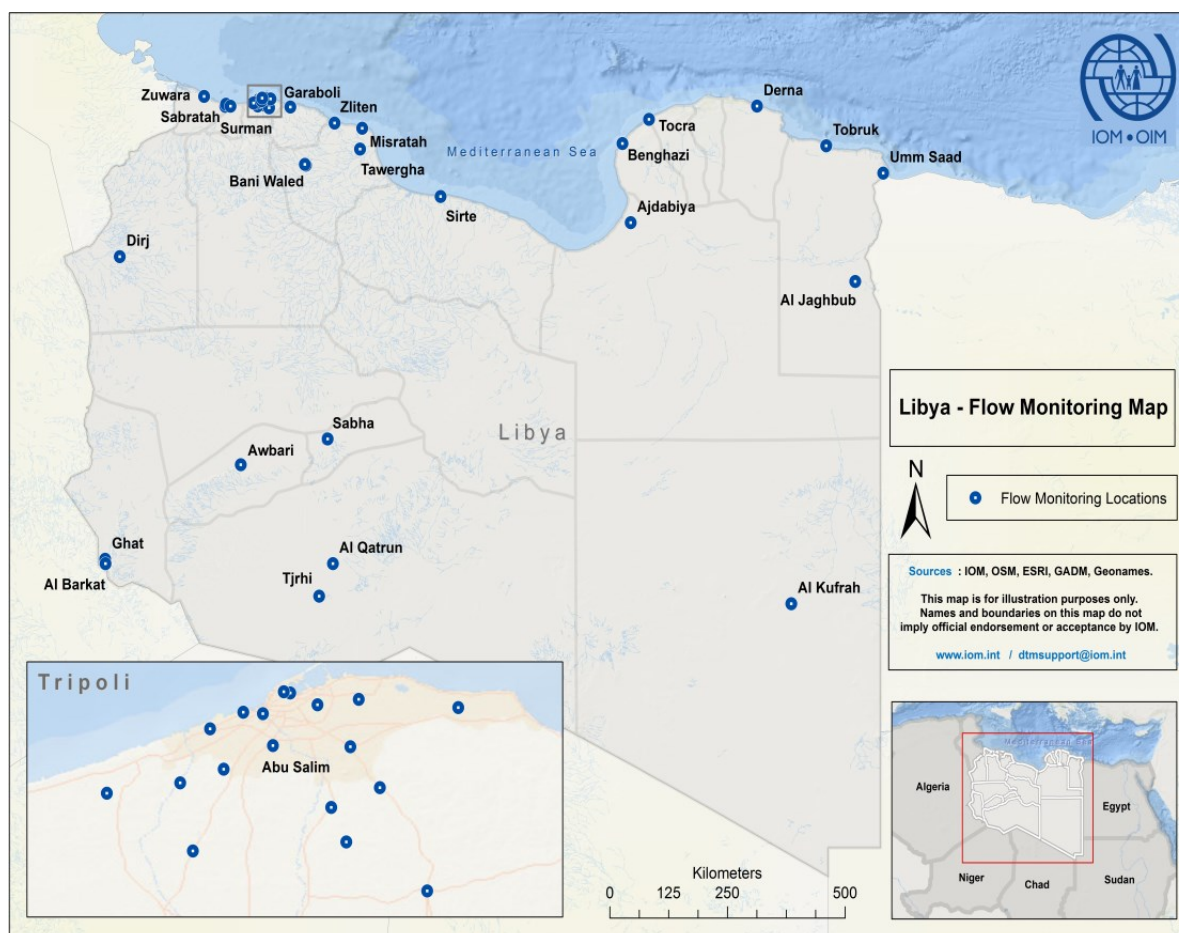 IOM • OIM
Zuwara
Sabratah
Surman
Garaboli
Zliten
Misratah
Tawergha
Bani Waled
Sirte
Mediterranean Sea
Tocra
Benghazi
Derna
Tobruk
Umm Saad
Ajdabiya
Dirj
Al Jaghbub
Libya
Sabha
Awbari
Ghat
Al Barkat
Al Qatrun
Tjrhi
Al Kufrah
Libya - Flow Monitoring Map
N
Flow Monitoring Locations
Sources : IOM, OSM, ESRI, GADM, Geonames.
This map is for illustration purposes only.
Names and boundaries on this map do not
imply official endorsement or acceptance by IOM.
www.iom.int / dtmsupport@iom.int
Tripoli
Abu Salim
Kilometers
0 125 250 500
Mediterranean Sea
Algeria
Egypt
Niger
Chad
Sudan